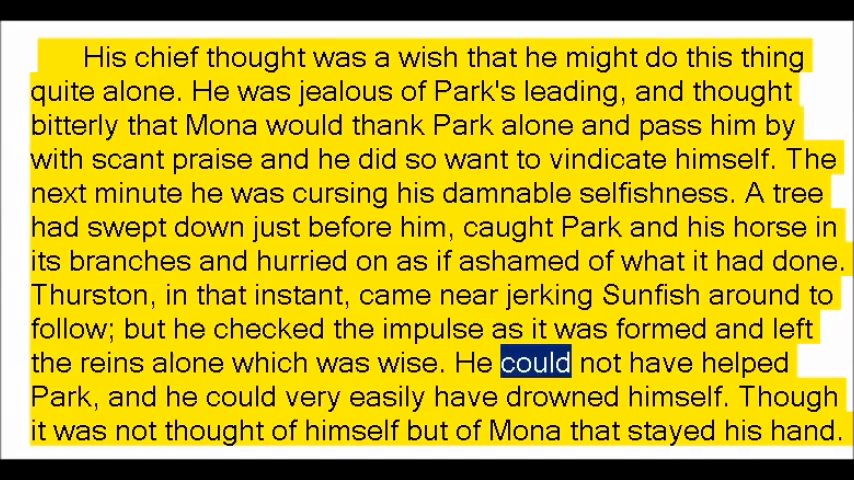 His chief thought was a wish that he might do this thing
quite alone. He was jealous of Park's leading, and thought
bitterly that Mona would thank Park alone and pass him by
with scant praise and he did so want to vindicate himself. The
next minute he was cursing his damnable selfishness. A tree
had swept down just before him, caught Park and his horse in
its branches and hurried on as if ashamed of what it had done.
Thurston, in that instant, came near jerking Sunfish around to
follow; but he checked the impulse as it was formed and left
the reins alone which was wise. He could not have helped
Park, and he could very easily have drowned himself. Though
it was not thought of himself but of Mona that stayed his hand.